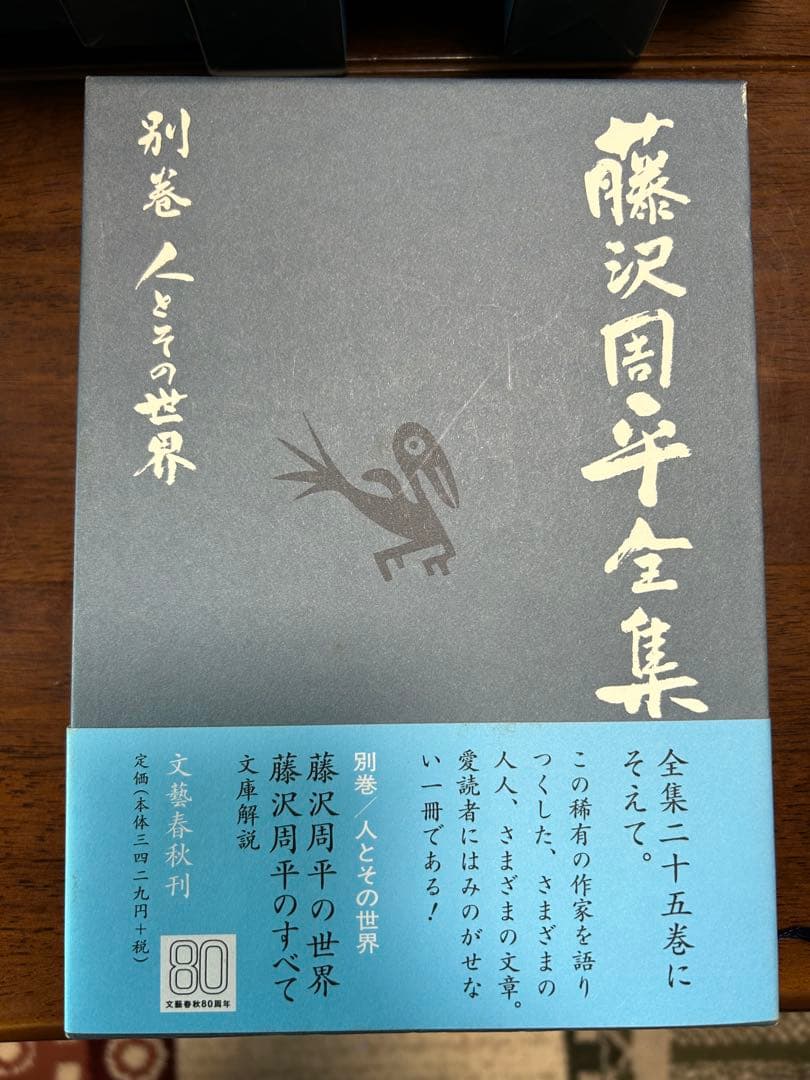 藤沢周平全集
別巻 人とその世界
全集二十五巻に
そえて。
この稀有の作家を語り
つくした、さまざまの
人人、さまざまの文章。
愛読者にはみのがせな
い一冊である!
別巻/人とその世界
藤沢周平の世界
藤沢周平のすべて
文庫解説
文藝春秋刊
定価(本体三四二九円+税)
80
文藝春秋80周年